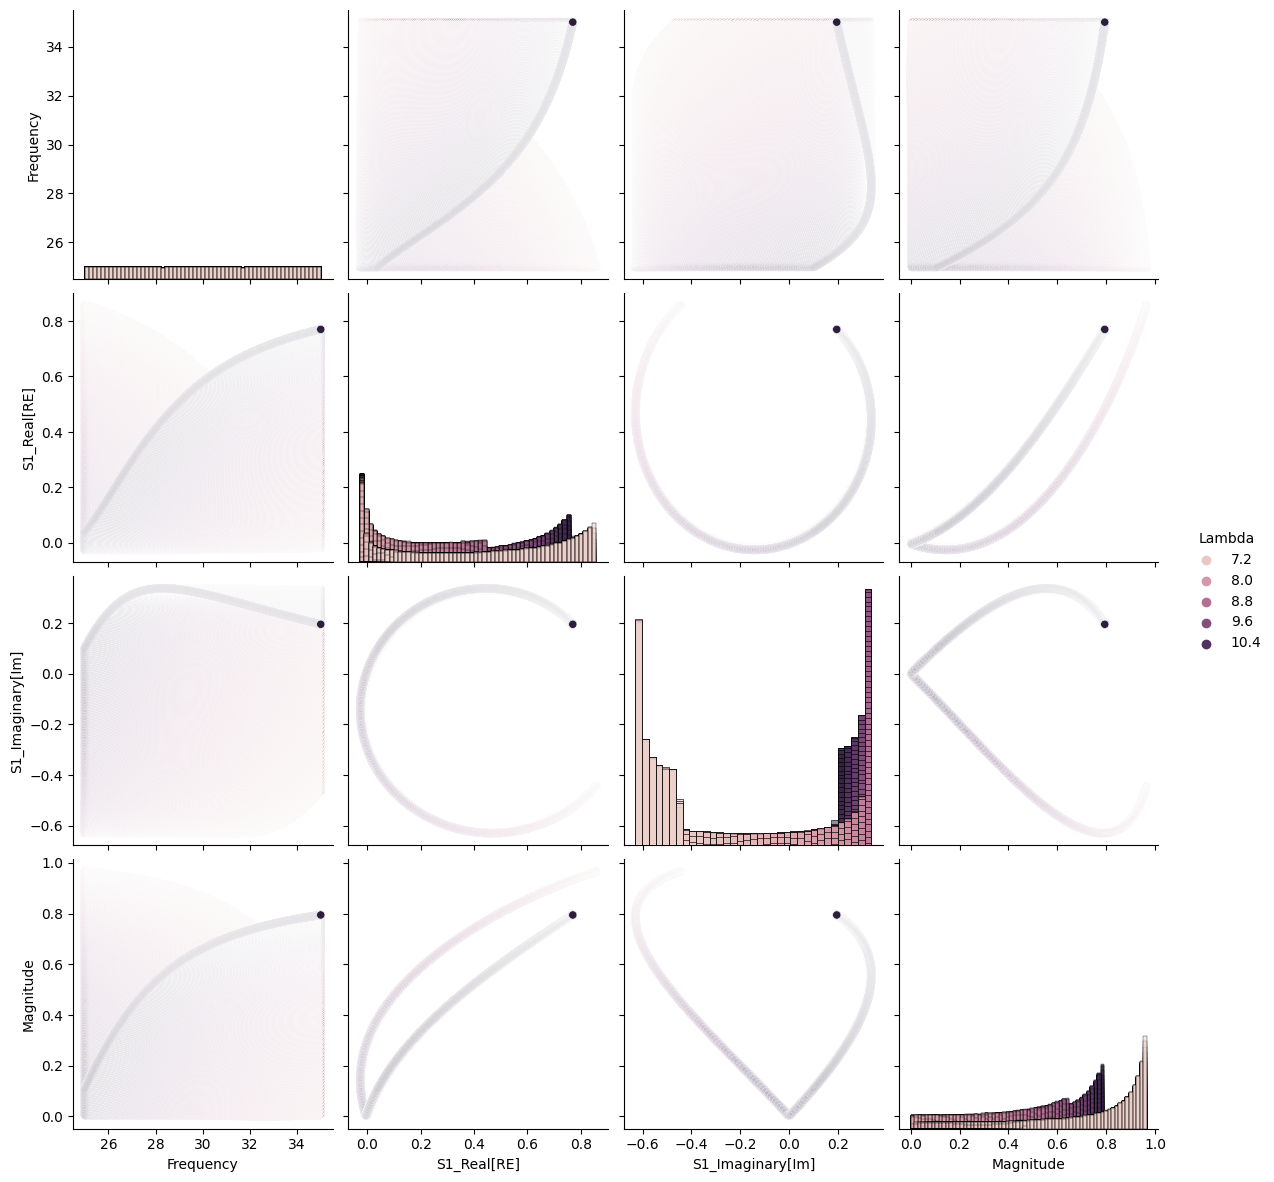 Frequency
34
32
30
28
26
S1_Real[RE]
0.8
0.6
0.4
0.2
0.0
Lambda
7.2
8.0
8.8
9.6
10.4
S1_Imaginary[Im]
0.2
0.0
−0.2
−0.4
−0.6
Magnitude
1.0
0.8
0.6
0.4
0.2
0.0
26 28 30 32 34
0.0 0.2 0.4 0.6 0.8
−0.6 −0.4 −0.2 0.0 0.2
0.0 0.2 0.4 0.6 0.8 1.0
Frequency
S1_Real[RE]
S1_Imaginary[Im]
Magnitude